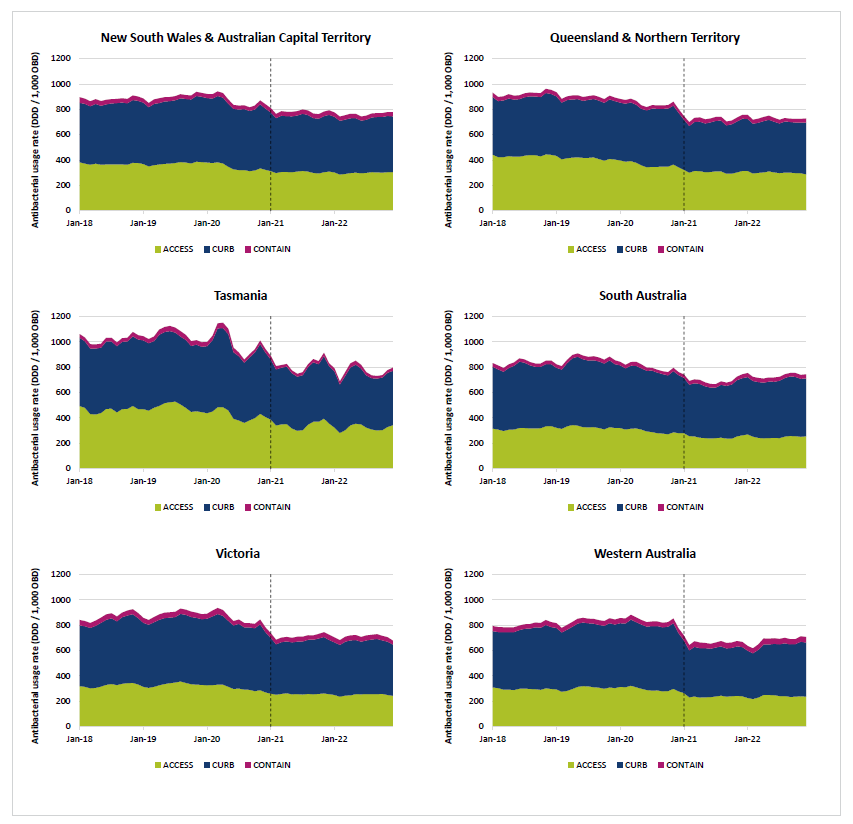 New South Wales & Australian Capital Territory
Antibacterial usage rate (DDD / 1,000 OBD)
1200
1000
800
600
400
200
0
Jan-18 Jan-19 Jan-20 Jan-21 Jan-22
ACCESS CURB CONTAIN
Queensland & Northern Territory
Antibacterial usage rate (DDD / 1,000 OBD)
1200
1000
800
600
400
200
0
Jan-18 Jan-19 Jan-20 Jan-21 Jan-22
ACCESS CURB CONTAIN
Tasmania
Antibacterial usage rate (DDD / 1,000 OBD)
1200
1000
800
600
400
200
0
Jan-18 Jan-19 Jan-20 Jan-21 Jan-22
ACCESS CURB CONTAIN
South Australia
Antibacterial usage rate (DDD / 1,000 OBD)
1200
1000
800
600
400
200
0
Jan-18 Jan-19 Jan-20 Jan-21 Jan-22
ACCESS CURB CONTAIN
Victoria
Antibacterial usage rate (DDD / 1,000 OBD)
1200
1000
800
600
400
200
0
Jan-18 Jan-19 Jan-20 Jan-21 Jan-22
ACCESS CURB CONTAIN
Western Australia
Antibacterial usage rate (DDD / 1,000 OBD)
1200
1000
800
600
400
200
0
Jan-18 Jan-19 Jan-20 Jan-21 Jan-22
ACCESS CURB CONTAIN